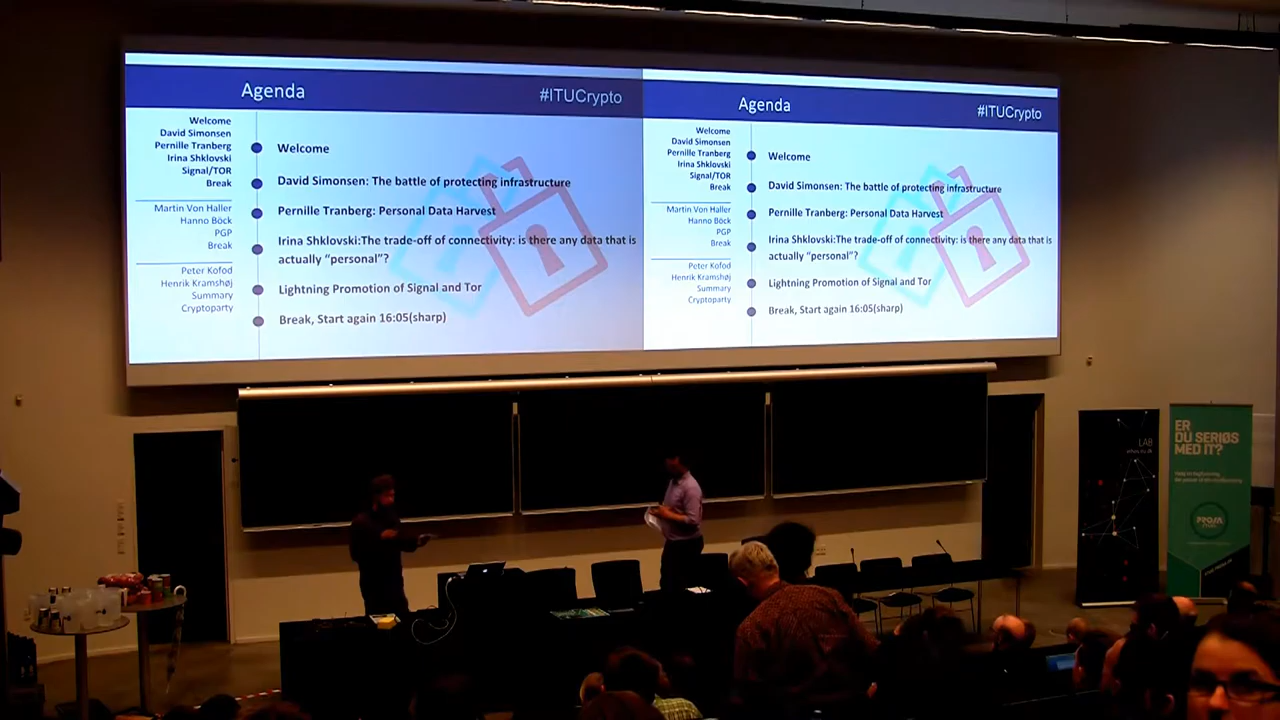 Agenda
#ITUCrypto
Welcome
David Simonsen
Pernille Tranberg
Irina Shklovski
Signal/TOR
Break
Martin Von Haller
Hanno Böck
PGP
Break
Peter Kofod
Henrik Kramshøj
Summary
Cryptoparty
Welcome
David Simonsen: The battle of protecting infrastructure
Pernille Tranberg: Personal Data Harvest
Irina Shklovski:The trade-off of connectivity: is there any data that is
actually “personal”?
Lightning Promotion of Signal and Tor
Break, Start again 16:05(sharp)
Agenda
#ITUCrypto
Welcome
David Simonsen
Pernille Tranberg
Irina Shklovski
Signal/TOR
Break
Martin Von Haller
Hanno Böck
PGP
Break
Peter Kofod
Henrik Kramshøj
Summary
Cryptoparty
Welcome
David Simonsen: The battle of protecting infrastructure
Pernille Tranberg: Personal Data Harvest
Irina Shklovski:The trade-off of connectivity: is there any data that is
actually “personal”?
Lightning Promotion of Signal and Tor
Break, Start again 16:05(sharp)
LAB
ER
DU SERIØS
MED IT?
PROSA